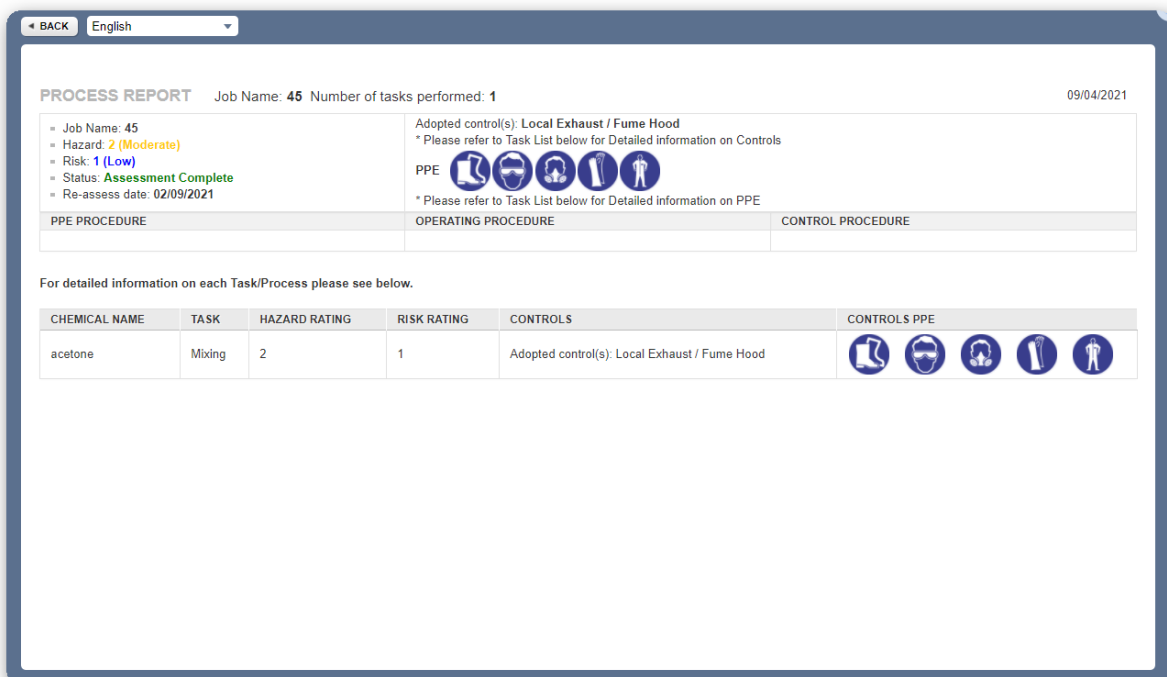 BACK English
PROCESS REPORT Job Name: 45 Number of tasks performed: 1 09/04/2021
Job Name: 45
Hazard: 2 (Moderate)
Risk: 1 (Low)
Status: Assessment Complete
Re-assess date: 02/09/2021
Adopted control(s): Local Exhaust / Fume Hood
* Please refer to Task List below for Detailed information on Controls
PPE
* Please refer to Task List below for Detailed information on PPE
PPE PROCEDURE OPERATING PROCEDURE CONTROL PROCEDURE
For detailed information on each Task/Process please see below.
CHEMICAL NAME TASK HAZARD RATING RISK RATING CONTROLS CONTROLS PPE
acetone Mixing 2 1 Adopted control(s): Local Exhaust / Fume Hood